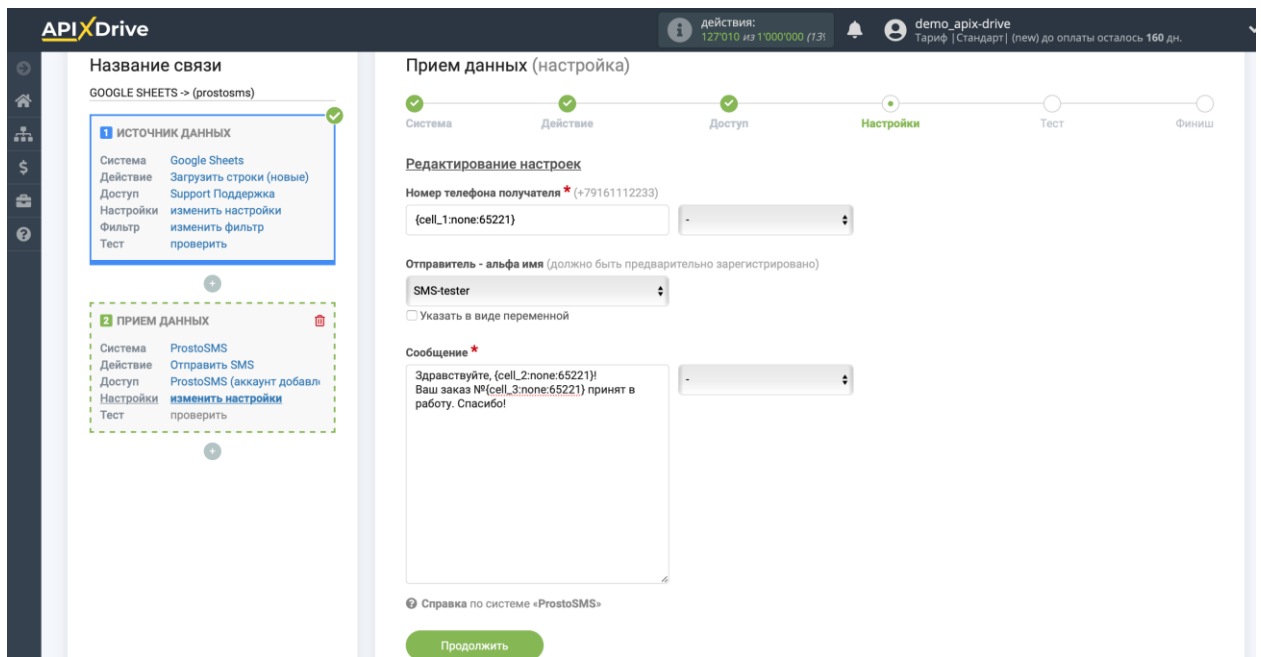 APIXDrive
действия:
127'010 из 1'000'000 (13%
demo_apix-drive
Тариф |Стандарт| (new) до оплаты осталось 160 дн.
Название связи
GOOGLE SHEETS -> (prostosms)
1 ИСТОЧНИК ДАННЫХ
Система Google Sheets
Действие Загрузить строки (новые)
Доступ Support Поддержка
Настройки изменить настройки
Фильтр изменить фильтр
Тест проверить
2 ПРИЕМ ДАННЫХ
Система ProstoSMS
Действие Отправить SMS
Доступ ProstoSMS (аккаунт добавл
Настройки изменить настройки
Тест проверить
Прием данных (настройка)
Система Действие Доступ Настройки Тест Финиш
Редактирование настроек
Номер телефона получателя * (+79161112233)
{cell_1:none:65221} -
Отправитель - альфа имя (должно быть предварительно зарегистрировано)
SMS-tester
Указать в виде переменной
Сообщение *
Здравствуйте, {cell_2:none:65221}!
Ваш заказ №{cell_3:none:65221} принят в
работу. Спасибо!
-
Справка по системе «ProstoSMS»
Продолжить